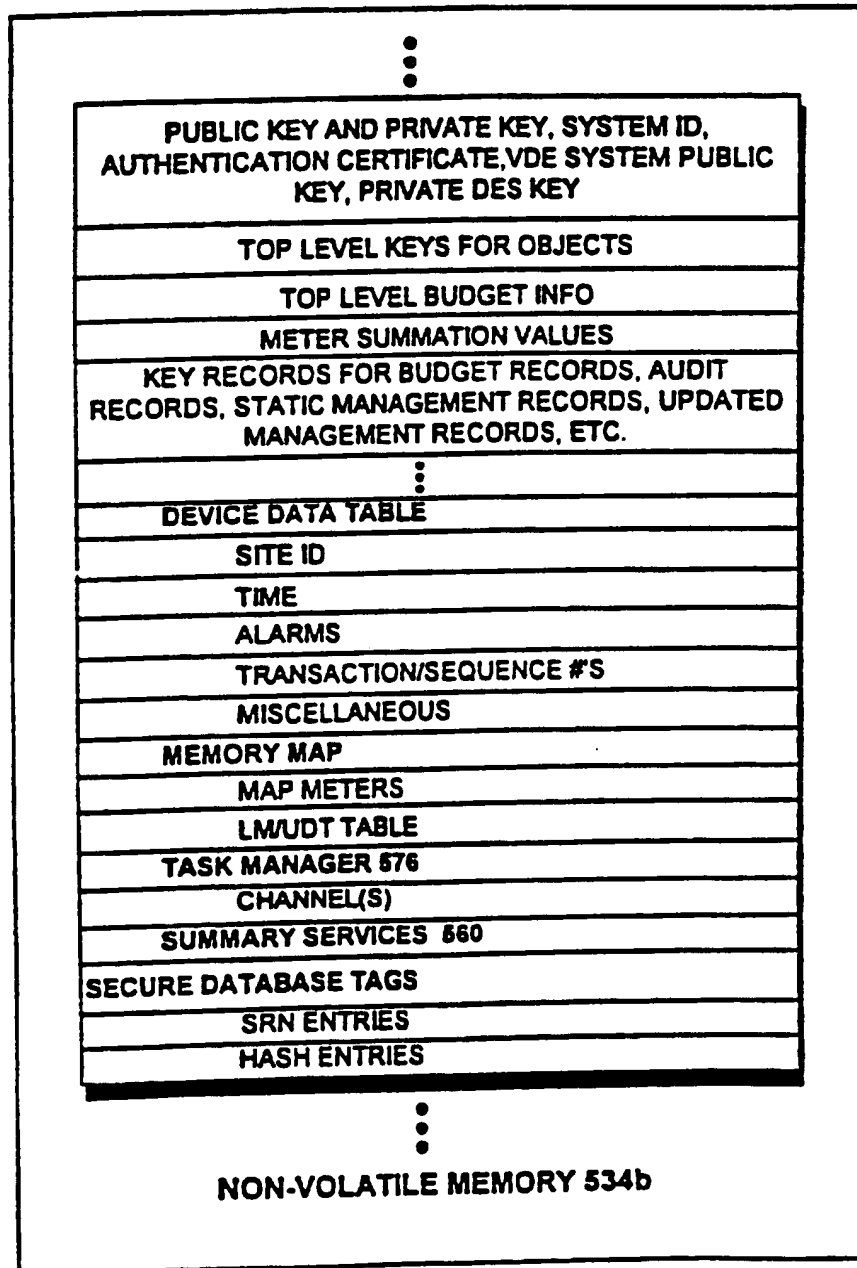 PUBLIC KEY AND PRIVATE KEY, SYSTEM ID,
AUTHENTICATION CERTIFICATE,VDE SYSTEM PUBLIC
KEY, PRIVATE DES KEY
TOP LEVEL KEYS FOR OBJECTS
TOP LEVEL BUDGET INFO
METER SUMMATION VALUES
KEY RECORDS FOR BUDGET RECORDS, AUDIT
RECORDS, STATIC MANAGEMENT RECORDS, UPDATED
MANAGEMENT RECORDS, ETC.
DEVICE DATA TABLE
SITE ID
TIME
ALARMS
TRANSACTION/SEQUENCE #'S
MISCELLANEOUS
MEMORY MAP
MAP METERS
LM/UDT TABLE
TASK MANAGER 576
CHANNEL(S)
SUMMARY SERVICES 560
SECURE DATABASE TAGS
SRN ENTRIES
HASH ENTRIES
NON-VOLATILE MEMORY 534b